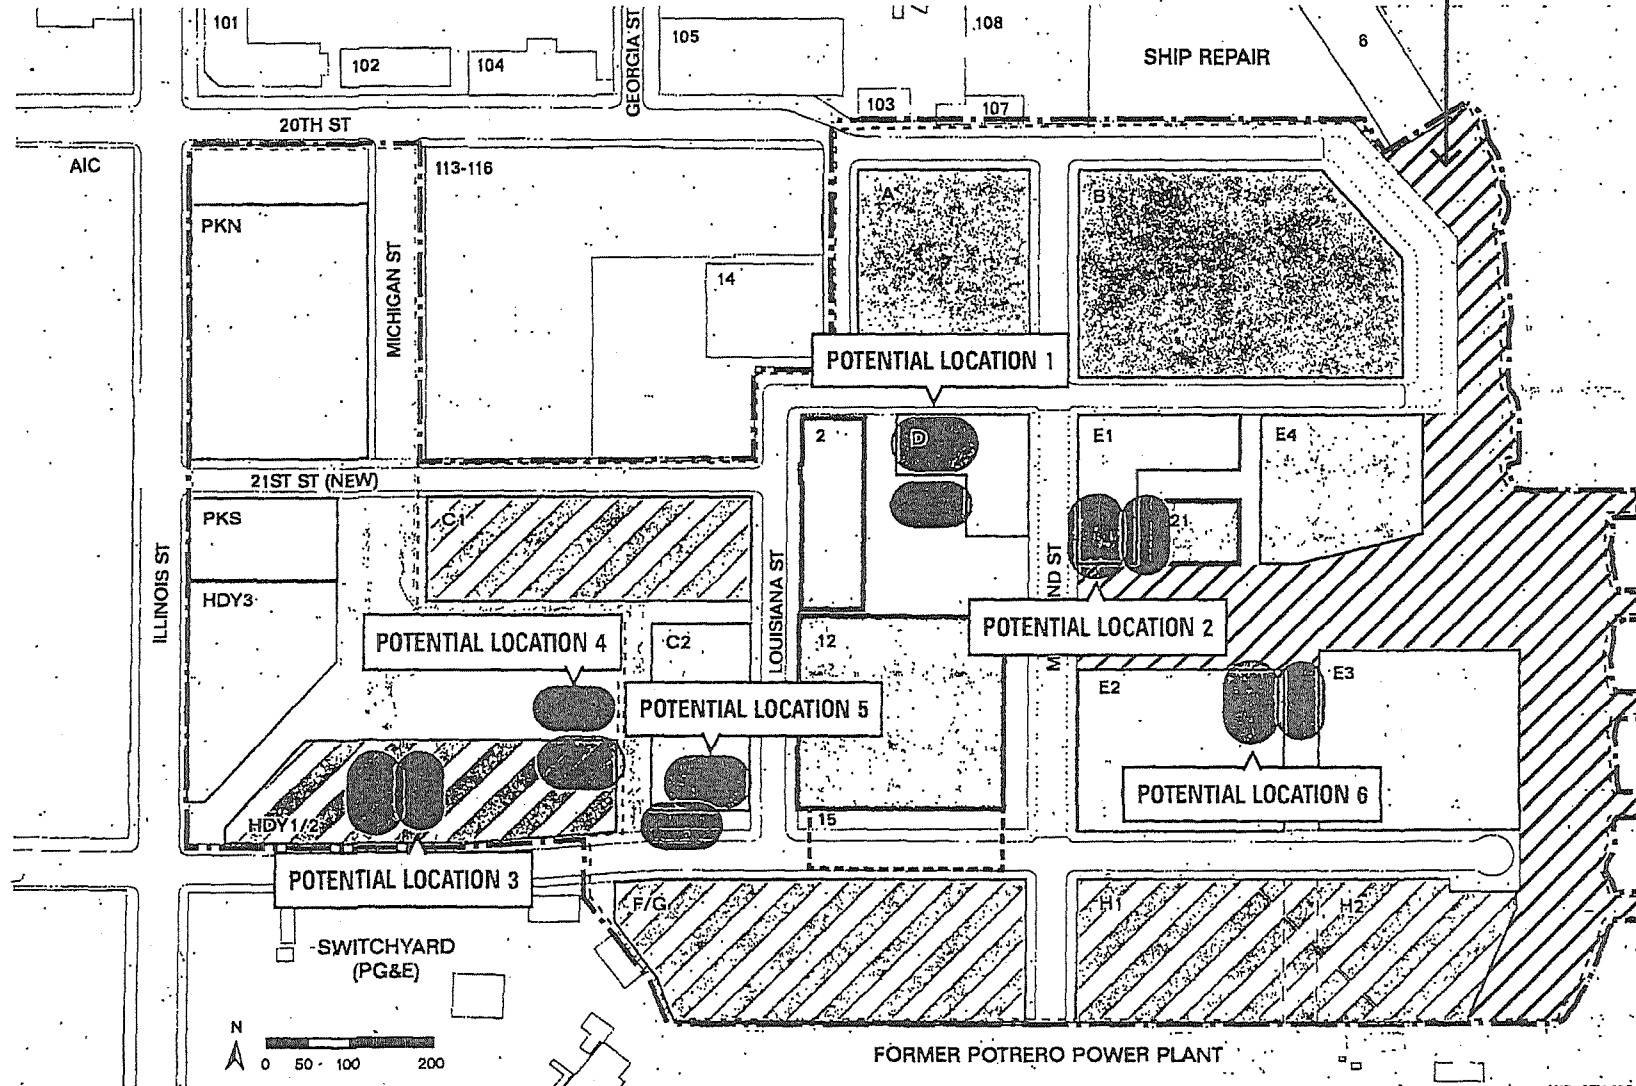 101
102
104
GEORGIA ST
105
108
SHIP REPAIR
6
103
107
20TH ST
AIC
113-116
A
B
PKN
MICHIGAN ST
14
POTENTIAL LOCATION 1
2
D
E1
E4
21ST ST (NEW)
PKS
C1
21
ILLINOIS ST
HDY3
LOUISIANA ST
ND ST
M
POTENTIAL LOCATION 4
C2
12
POTENTIAL LOCATION 2
E2
E3
POTENTIAL LOCATION 5
POTENTIAL LOCATION 6
HDY1/2
15
POTENTIAL LOCATION 3
F/G
H1
H2
SWITCHYARD
(PG&E)
N
0 50 100 200
FORMER POTRERO POWER PLANT